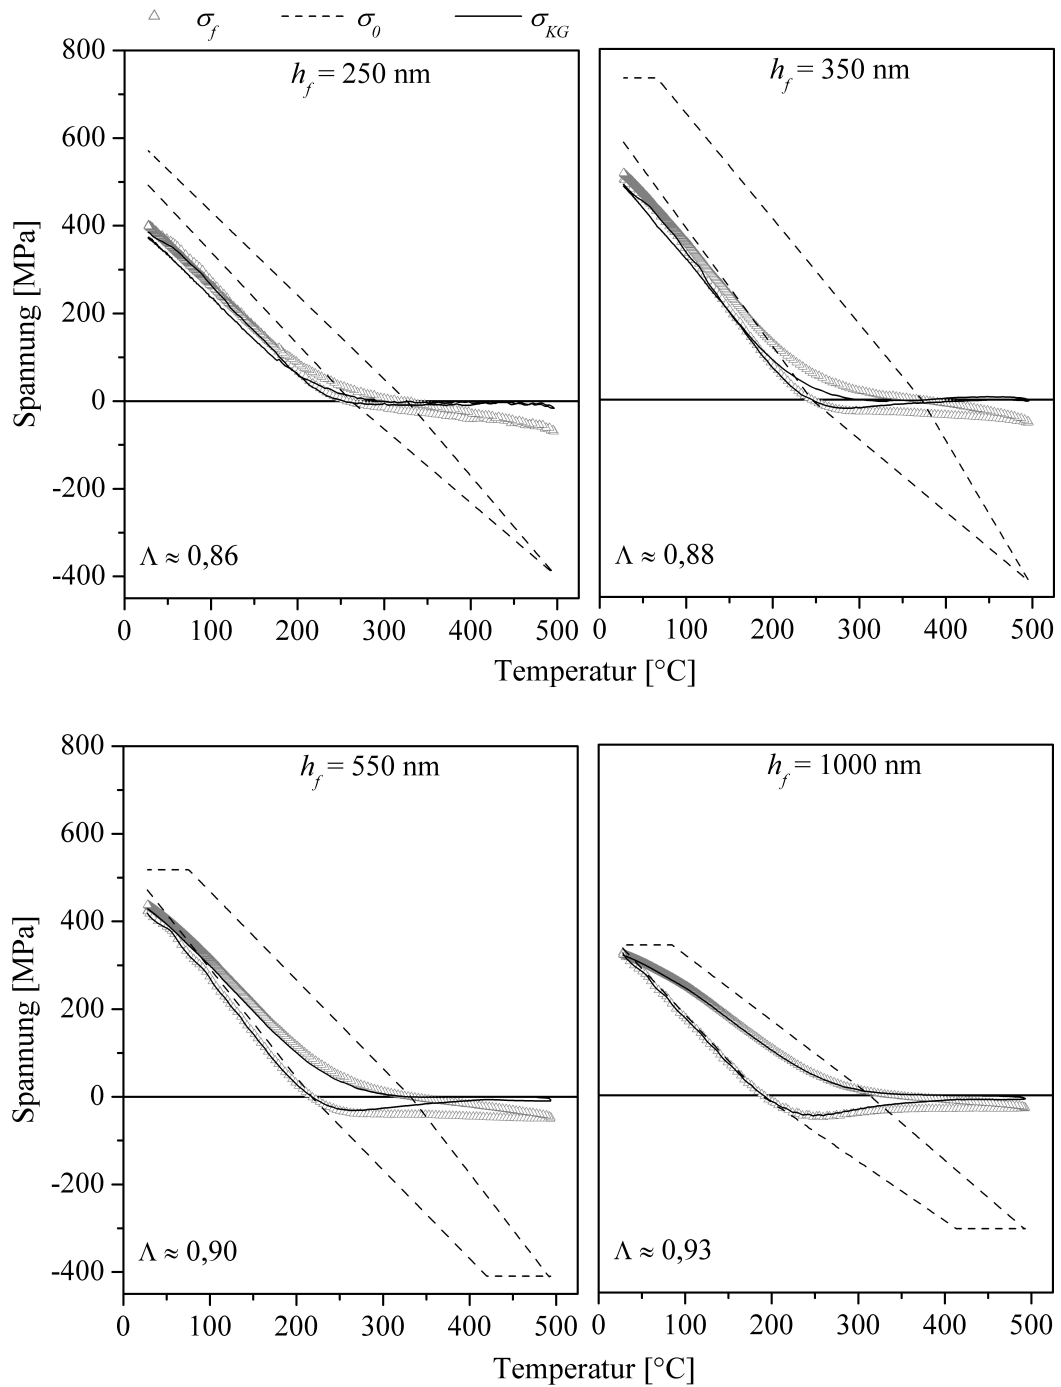 σf σ0 σKG
hf = 250 nm
hf = 350 nm
800
600
400
200
0
-200
-400
Spannung [MPa]
Λ ≈ 0,86
Λ ≈ 0,88
0 100 200 300 400 500
0 100 200 300 400 500
Temperatur [°C]
hf = 550 nm
hf = 1000 nm
800
600
400
200
0
-200
-400
Spannung [MPa]
Λ ≈ 0,90
Λ ≈ 0,93
0 100 200 300 400 500
0 100 200 300 400 500
Temperatur [°C]